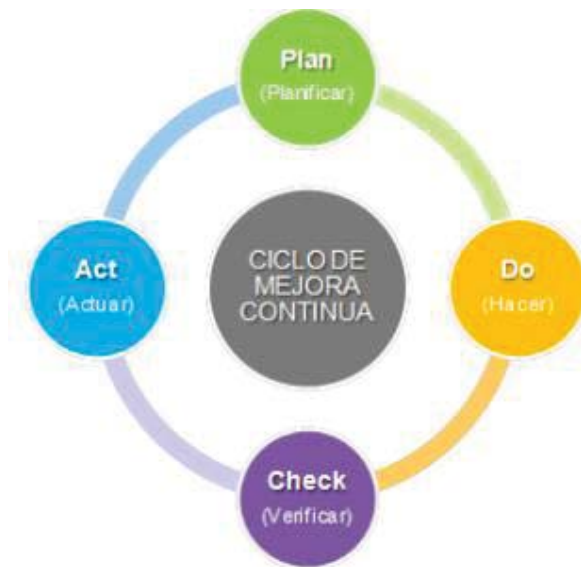 Plan
(Planificar)
Act
(Actuar)
CICLO DE
MEJORA
CONTINUA
Do
(Hacer)
Check
(Verificar)